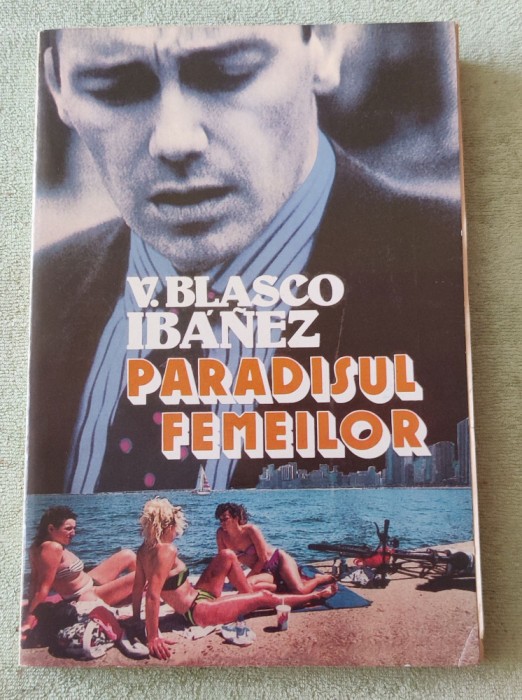 V. BLASCO
IBÁÑEZ
PARADISUL
FEMEILOR